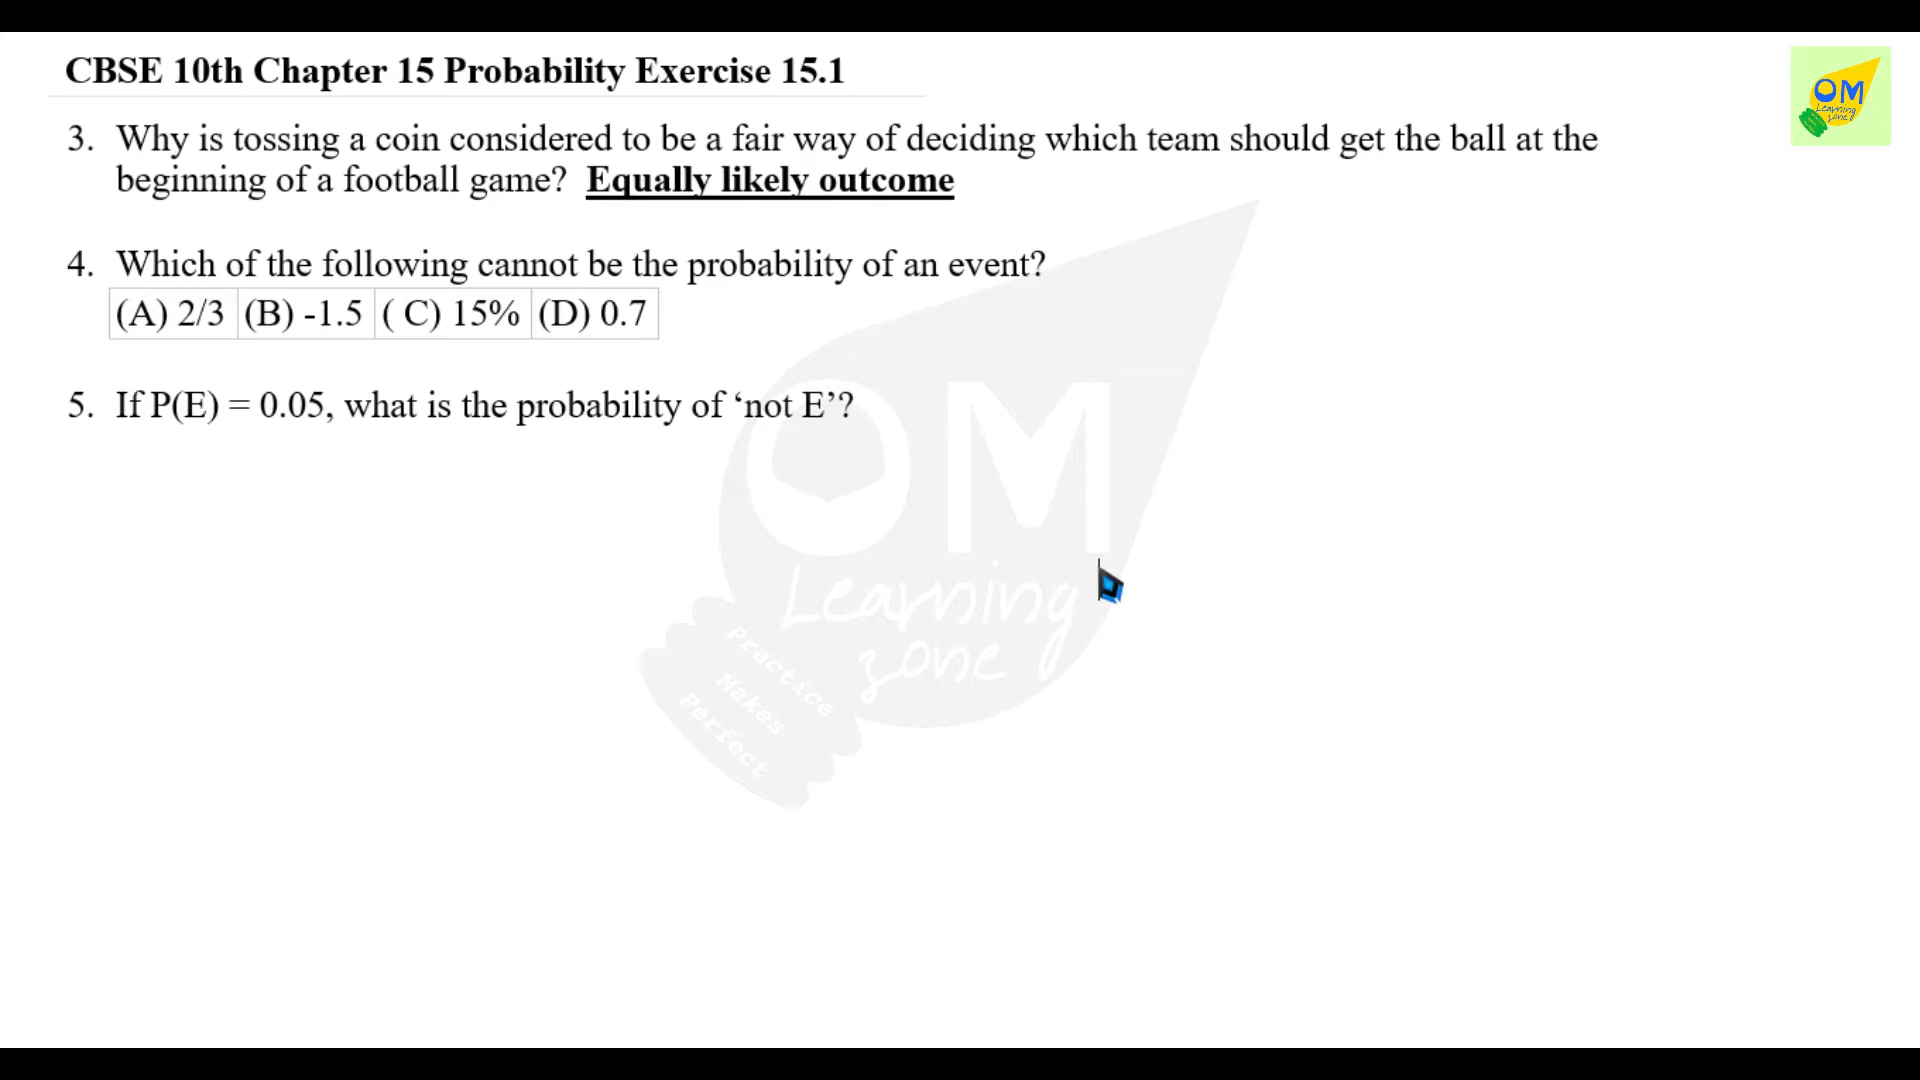 CBSE 10th Chapter 15 Probability Exercise 15.1
OM
Learning
zone
3. Why is tossing a coin considered to be a fair way of deciding which team should get the ball at the
beginning of a football game? Equally likely outcome
4. Which of the following cannot be the probability of an event?
(A) 2/3 (B) -1.5 ( C) 15% (D) 0.7
5. If P(E) = 0.05, what is the probability of ‘not E’?
OM
Learning
zone
Practice
Makes
Perfect